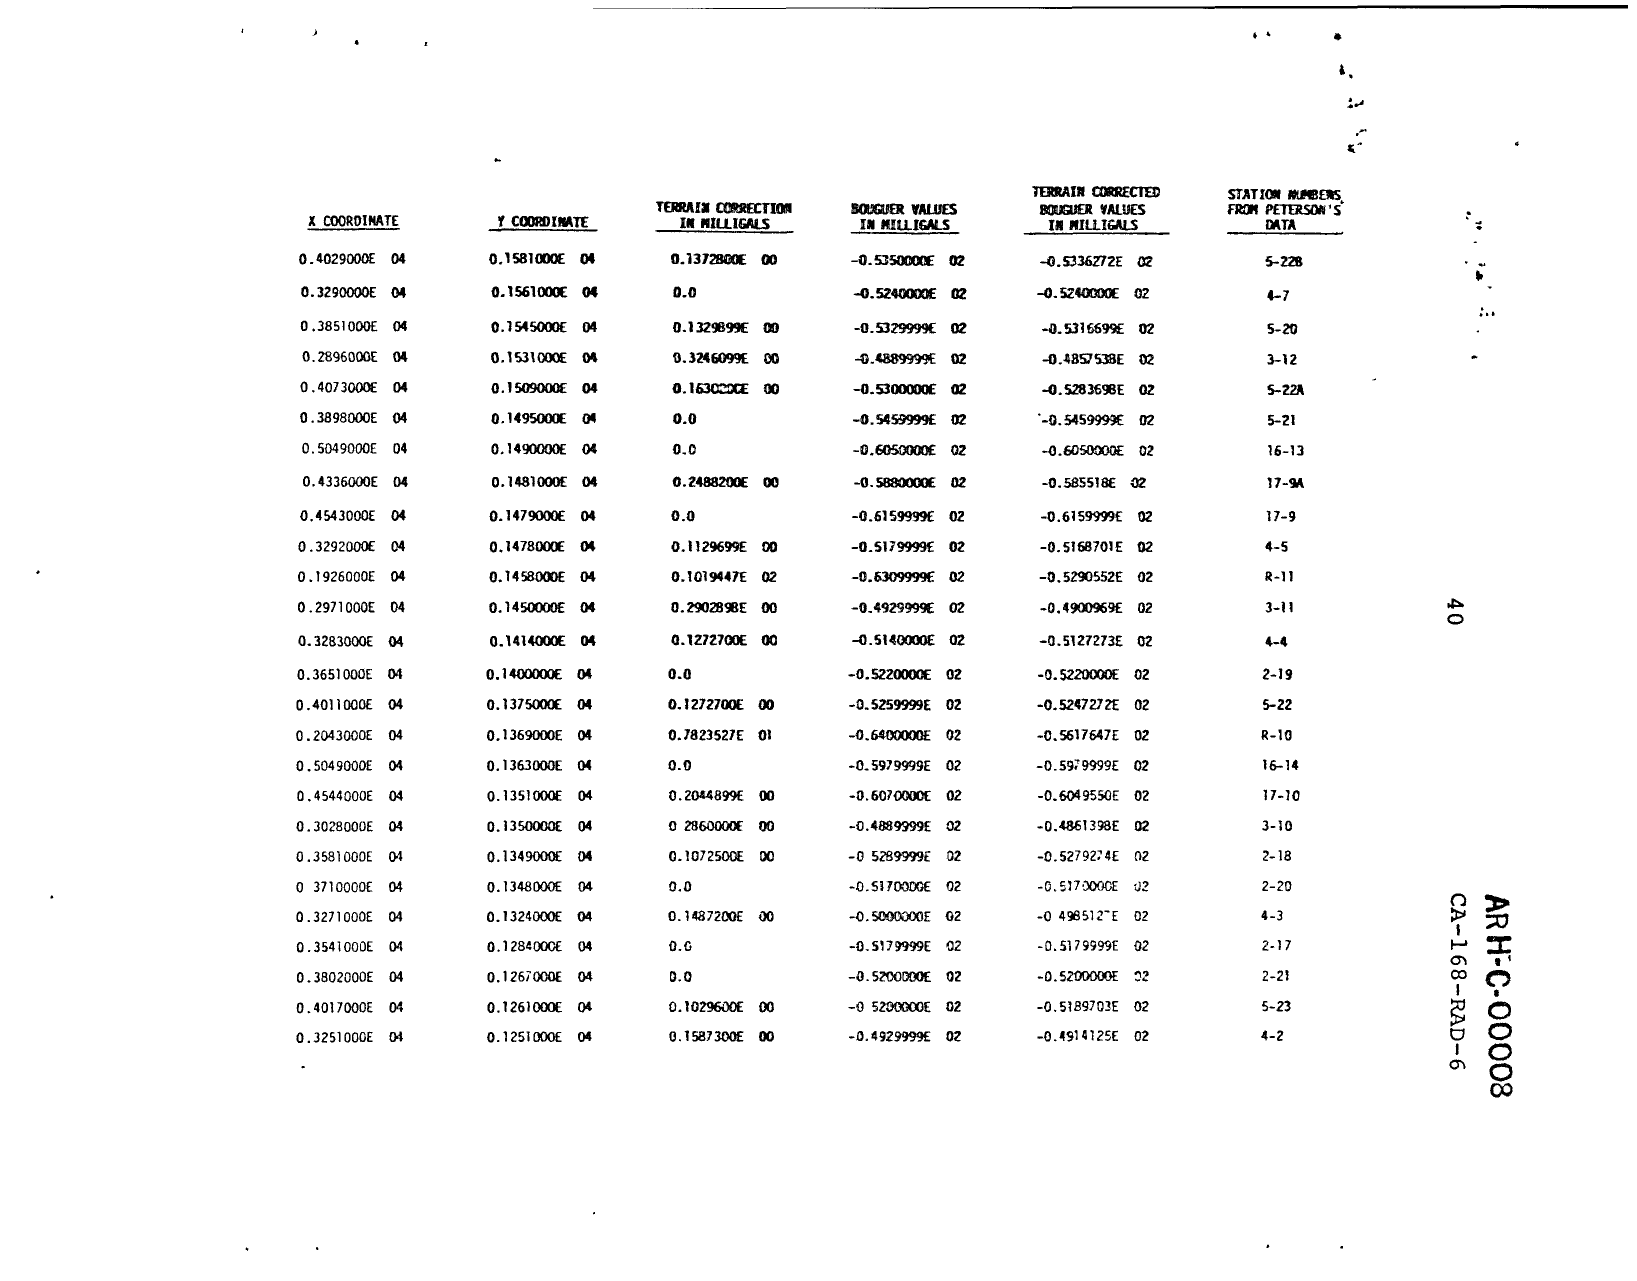 TERRAIN CORRECTED STATION NUMBERS
TERRAIN CORRECTION BOUGUER VALUES BOUGUER VALUES FROM PETERSON'S
X COORDINATE Y COORDINATE IN MILLIGALS IN MILLIGALS IN MILLIGALS DATA
0.4029000E 04 0.1581000E 04 0.1372800E 00 -0.5350000E 02 -0.5336272E 02 5-22B
0.3290000E 04 0.1561000E 04 0.0 -0.5240000E 02 -0.5240000E 02 4-7
0.3851000E 04 0.1545000E 04 0.1329899E 00 -0.5329999E 02 -0.5316699E 02 5-20
0.2896000E 04 0.1531000E 04 0.3246099E 00 -0.4889999E 02 -0.4857538E 02 3-12
0.4073000E 04 0.1509000E 04 00 -0.5300000E 02 -0.5283698E 02 5-22A
0.3898000E 04 0.1495000E 04 0.0 -0.5459999E 02 -0.5459999E 02 5-21
0.5049000E 04 0.1490000E 04 0.0 -0.6050000E 02 -0.6050000E 02 16-13
0.4336000E 04 0.1481000E 04 0.2488200E 00 -0.5880000E 02 -0.585518E 02 17-9A
0.4543000E 04 0.1479000E 04 0.0 -0.6159999E 02 -0.6159999E 02 17-9
0.3292000E 04 0.1478000E 04 0.1129699E 00 -0.5179999E 02 -0.5168701E 02 4-5
0.1926000E 04 0.1458000E 04 0.1019447E 02 -0.6309999E 02 -0.5290552E 02 R-11
0.2971000E 04 0.1450000E 04 0.2902898E 00 -0.4929999E 02 -0.4900969E 02 3-11
0.3283000E 04 0.1414000E 04 0.1272700E 00 -0.5140000E 02 -0.5127273E 02 4-4
0.3651000E 04 0.1400000E 04 0.0 -0.5220000E 02 -0.5220000E 02 2-19
0.4011000E 04 0.1375000E 04 0.1272700E 00 -0.5259999E 02 -0.5247272E 02 5-22
0.2043000E 04 0.1369000E 04 0.7823527E 01 -0.6400000E 02 -0.5617647E 02 R-10
0.5049000E 04 0.1363000E 04 0.0 -0.5979999E 02 -0.5979999E 02 16-14
0.4544000E 04 0.1351000E 04 0.2044899E 00 -0.6070000E 02 -0.6049550E 02 17-10
0.3028000E 04 0.1350000E 04 0 2860000E 00 -0.4889999E 02 -0.4861398E 02 3-10
0.3581000E 04 0.1349000E 04 0.1072500E 00 -0 5289999E 02 -0.5279274E 02 2-18
0 3710000E 04 0.1348000E 04 0.0 -0.5170000E 02 -0.5170000E 02 2-20
0.3271000E 04 0.1324000E 04 0.1487200E 00 -0.5000000E 02 02 4-3
0.3541000E 04 0.1284000E 04 0.0 -0.5179999E 02 -0.5179999E 02 2-17
0.3802000E 04 0.1267000E 04 0.0 -0.5200000E 02 -0.5200000E 02 2-21
0.4017000E 04 0.1261000E 04 0.1029600E 00 -0 5200000E 02 -0.5189703E 02 5-23
0.3251000E 04 0.1251000E 04 0.1587300E 00 -0.4929999E 02 -0.4914125E 02 4-2
40
ARH-C-00008
CA-168-RAD-6